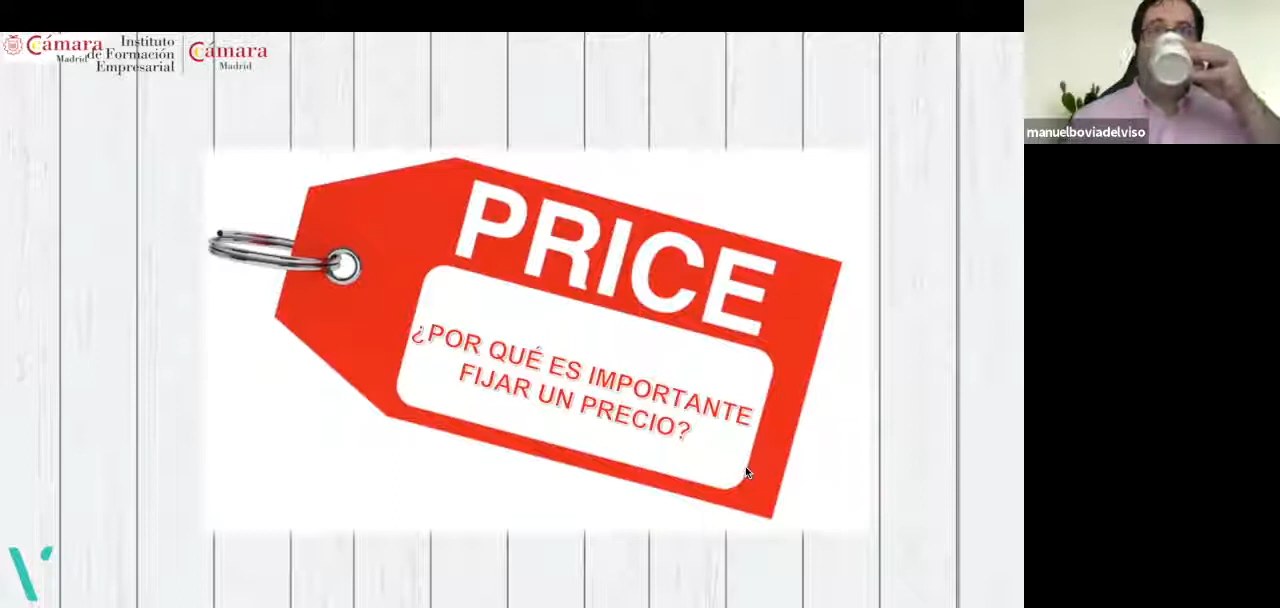 Cámara
Madrid
Instituto
de Formación
Empresarial
Cámara
Madrid
manuelboviadelviso
PRICE
¿POR QUÉ ES IMPORTANTE
FIJAR UN PRECIO?